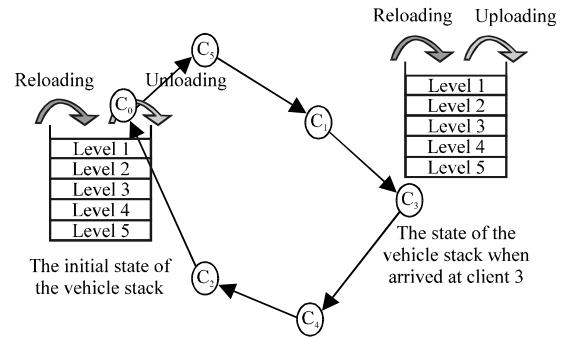 Reloading Uploading
C5
Reloading Unloading
C0
Level 1
Level 2
Level 3
Level 4
Level 5
C1
Level 1
Level 2
Level 3
Level 4
Level 5
C3
The initial state of
the vehicle stack
The state of the
vehicle stack when
arrived at client 3
C2
C4